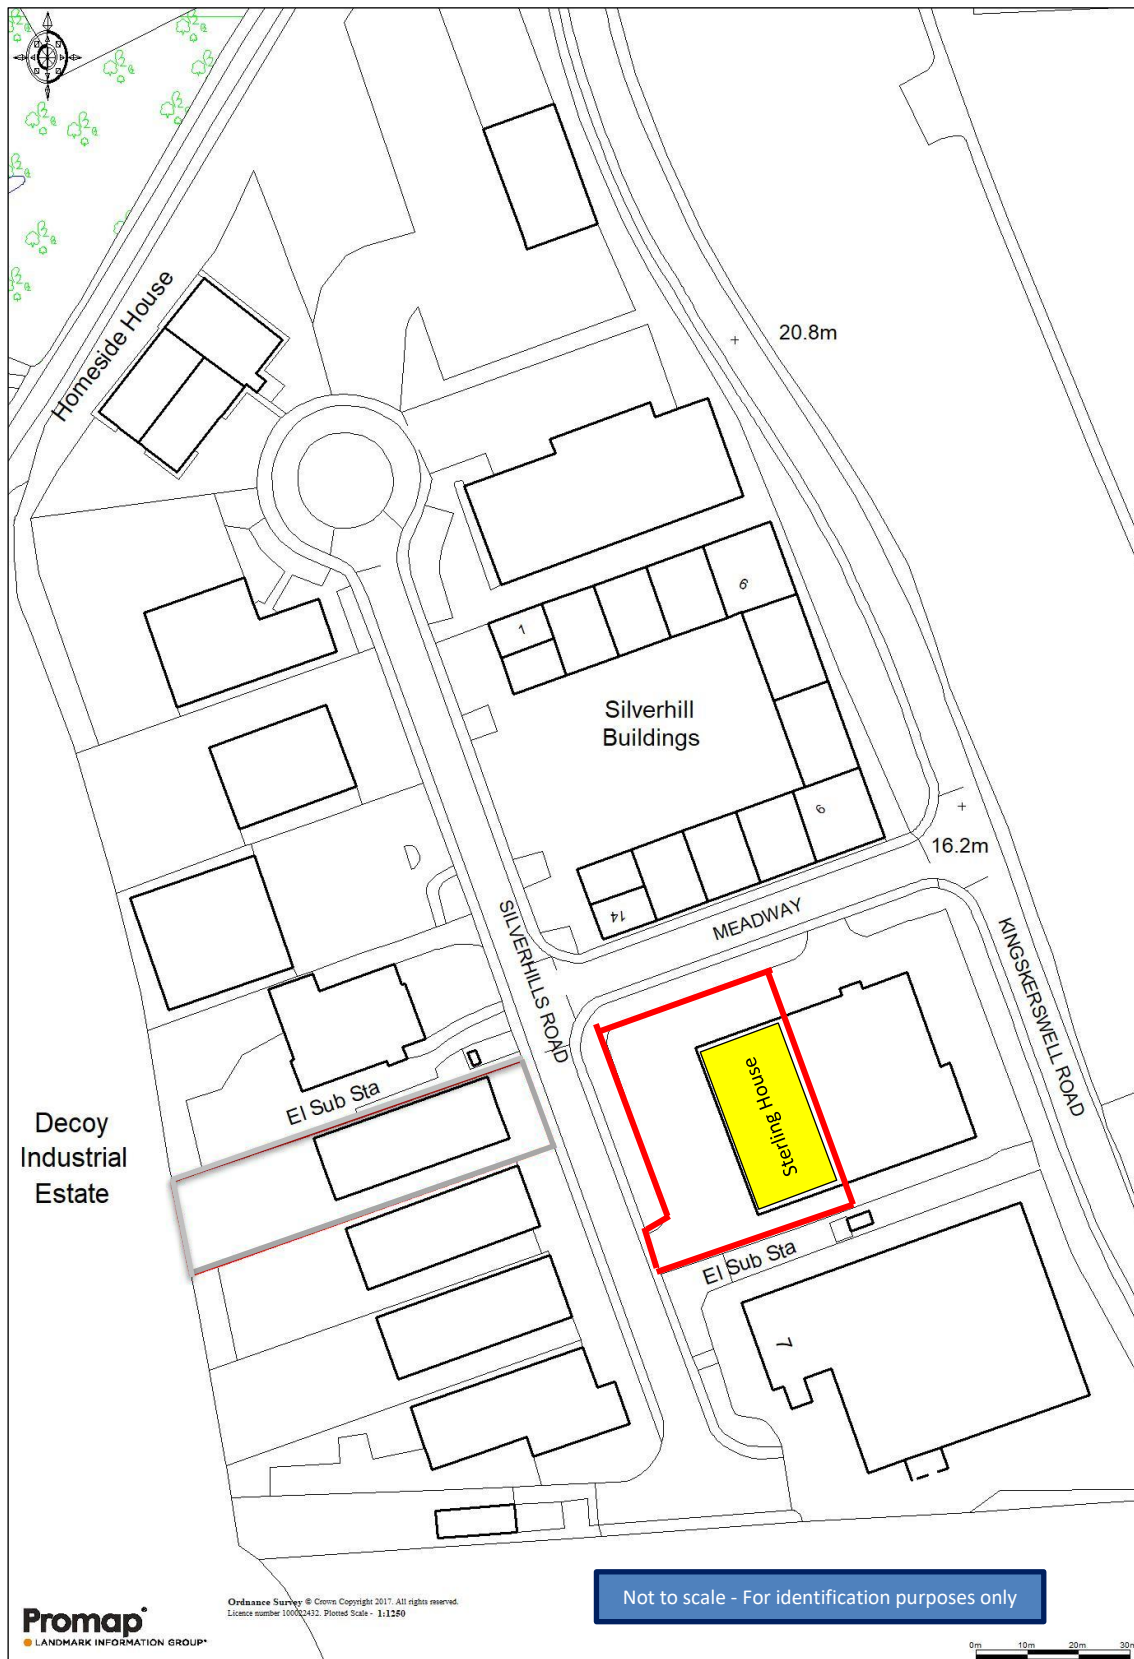 Homeside House
20.8m
1
6
Silverhill
Buildings
9
16.2m
14
MEADWAY
SILVERHILLS ROAD
KINGSKERSWELL ROAD
Sterling House
El Sub Sta
Decoy
Industrial
Estate
El Sub Sta
7
Not to scale - For identification purposes only
Promap
LANDMARK INFORMATION GROUP
Ordnance Survey © Crown Copyright 2017. All rights reserved.
Licence number 100022432. Plotted Scale - 1:1250
0m 10m 20m 30m